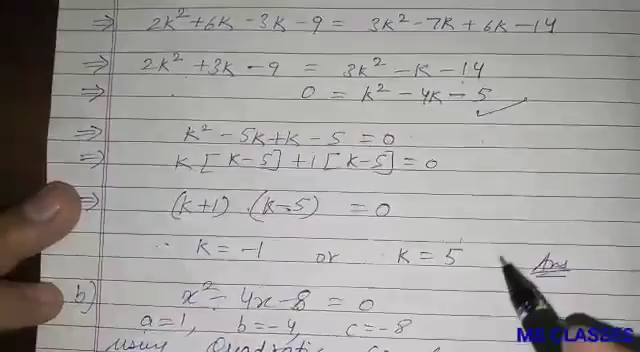 ⇒ 2k² + 6k - 3k - 9 = 3k² - 7k + 6k - 14
⇒ 2k² + 3k - 9 = 3k² - k - 14
⇒ 0 = k² - 4k - 5
⇒ k² - 5k + k - 5 = 0
⇒ k [k-5] + 1 [k-5] = 0
⇒ (k+1) (k-5) = 0
∴ k = -1 or k = 5 Ans
b) x² - 4x - 8 = 0
a = 1, b = -4, c = -8
using Quadratic
MB CLASSES